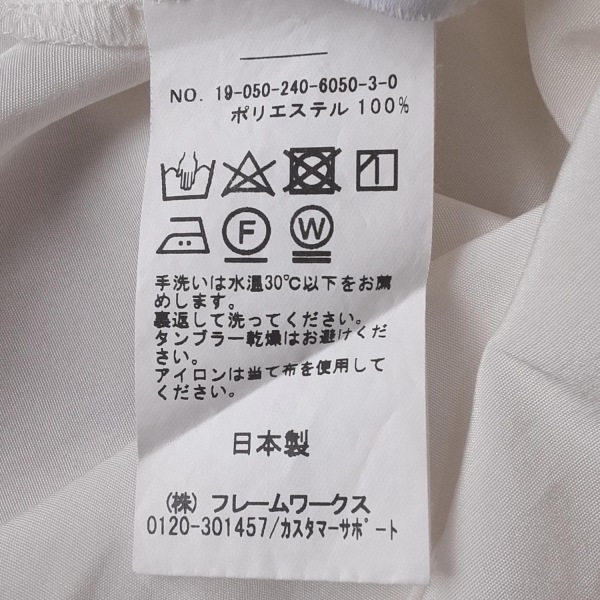 NO. 19-050-240-6050-3-0
ポリエステル 100%
F W
手洗いは水温30℃以下をお薦
めします。
裏返して洗ってください。
タンブラー乾燥はお避けくだ
さい。
アイロンは当て布を使用して
ください。
日本製
(株) フレームワークス
0120-301457/カスタマーサポート